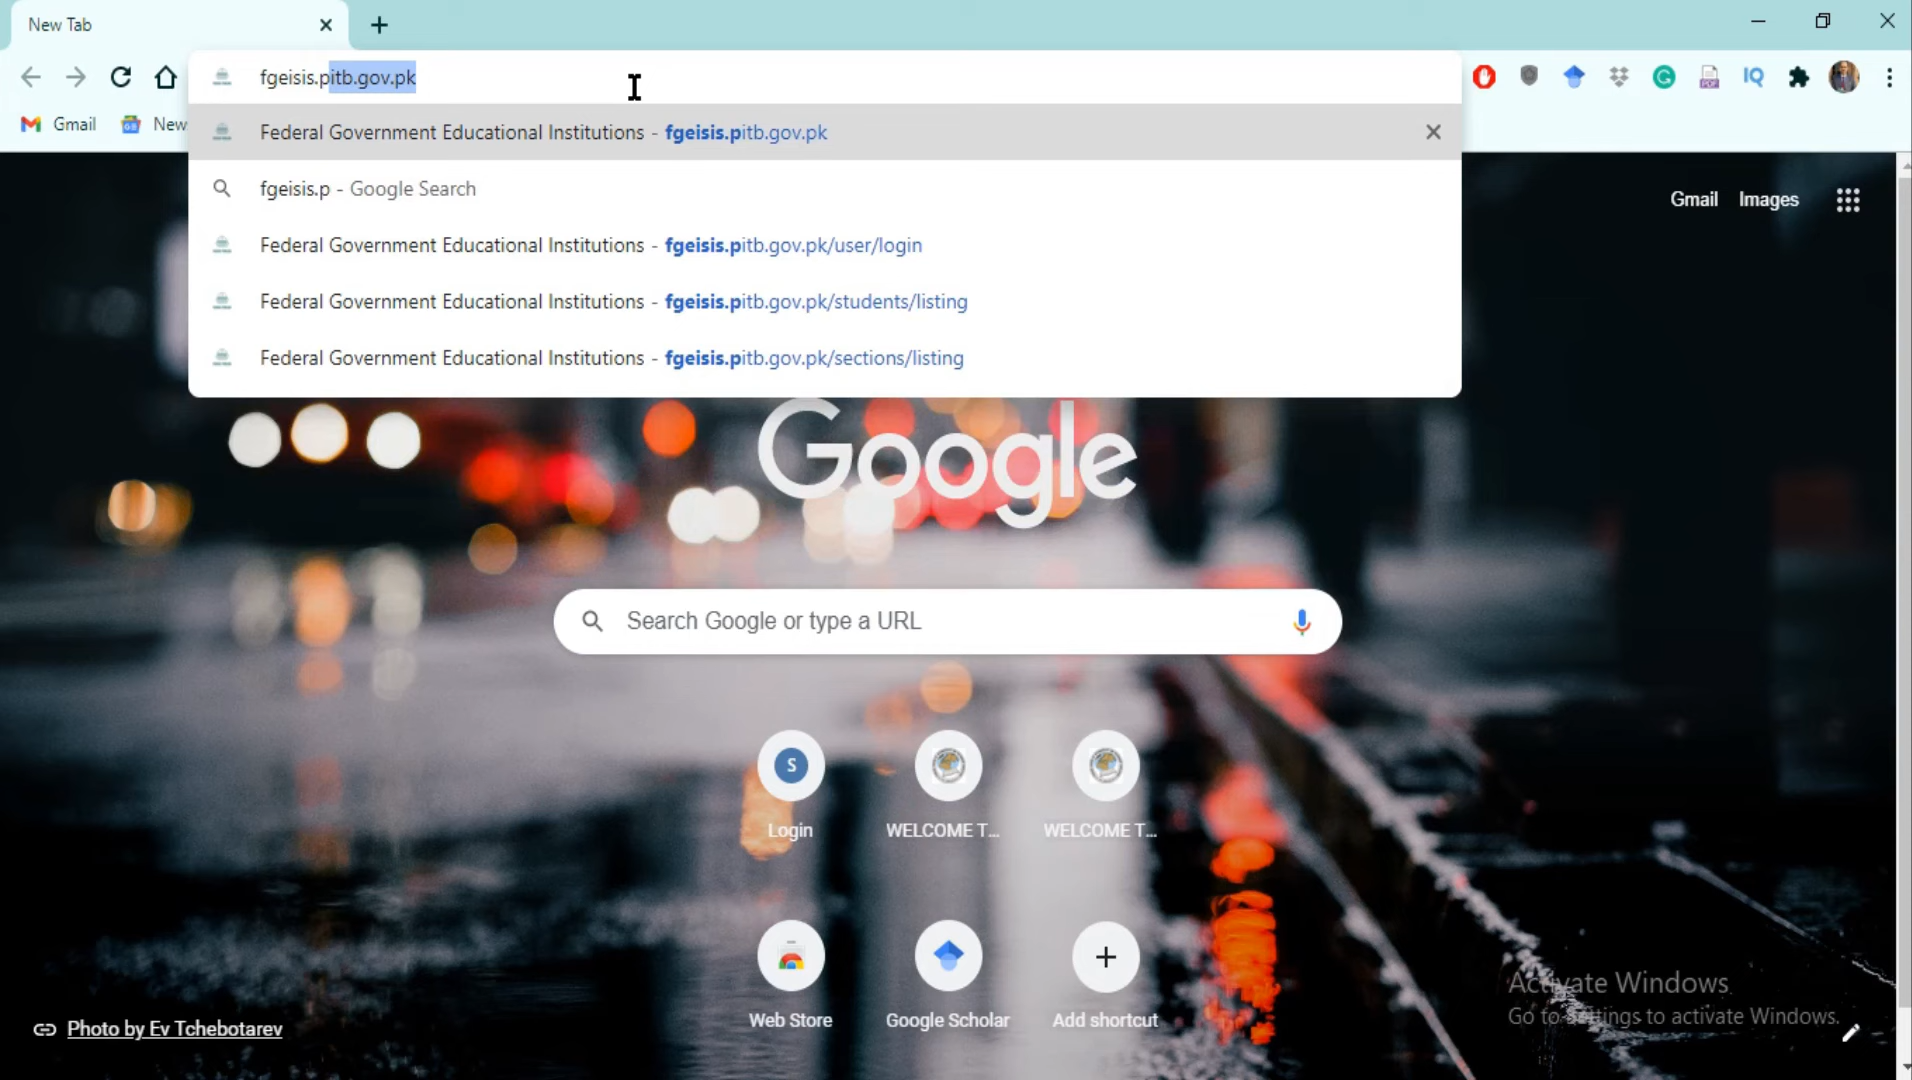 New Tab
fgeisis.pitb.gov.pk
Gmail
New
Federal Government Educational Institutions - fgeisis.pitb.gov.pk
fgeisis.p - Google Search
Federal Government Educational Institutions - fgeisis.pitb.gov.pk/user/login
Federal Government Educational Institutions - fgeisis.pitb.gov.pk/students/listing
Federal Government Educational Institutions - fgeisis.pitb.gov.pk/sections/listing
Gmail Images
Google
Search Google or type a URL
S
Login WELCOME T... WELCOME T...
Web Store Google Scholar Add shortcut
Activate Windows
Go to Settings to activate Windows.
Photo by Ev Tchebotarev
IQ
PDF